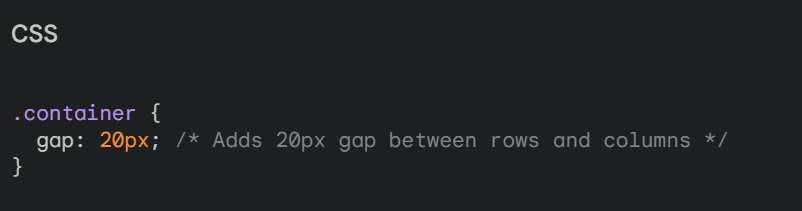 CSS
.container {
  gap: 20px; /* Adds 20px gap between rows and columns */
}